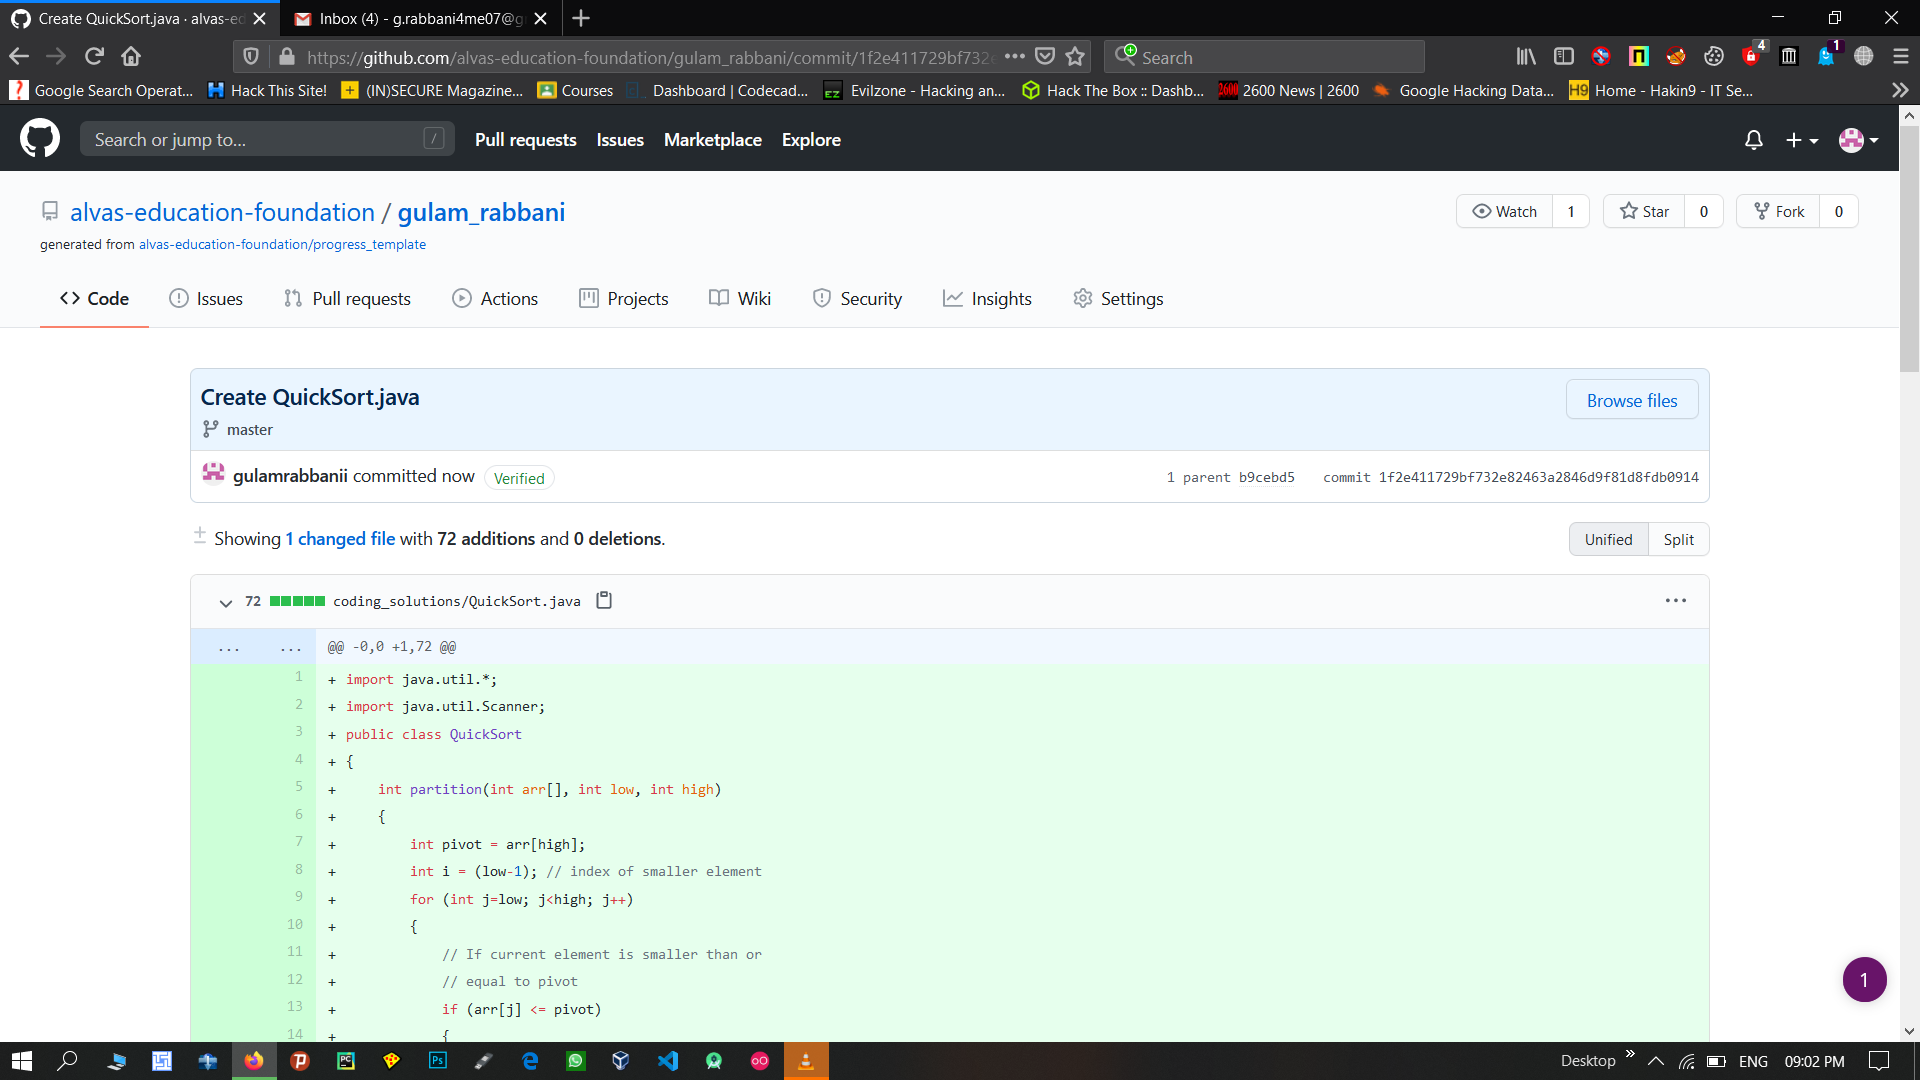 Create QuickSort.java · alvas-ed
Inbox (4) - g.rabbani4me07@g
https://github.com/alvas-education-foundation/gulam_rabbani/commit/1f2e411729bf732e
Search
4
1
Google Search Operat...
Hack This Site!
(IN)SECURE Magazine...
Courses
Dashboard | Codecad...
EZ
Evilzone - Hacking an...
Hack The Box :: Dashb...
2600
2600 News | 2600
Google Hacking Data...
H9
Home - Hakin9 - IT Se...
Search or jump to...
/
Pull requests
Issues
Marketplace
Explore
alvas-education-foundation / gulam_rabbani
Watch 1
Star 0
Fork 0
generated from alvas-education-foundation/progress_template
Code
Issues
Pull requests
Actions
Projects
Wiki
Security
Insights
Settings
Create QuickSort.java
Browse files
master
gulamrabbanii committed now
Verified
1 parent b9cebd5
commit 1f2e411729bf732e82463a2846d9f81d8fdb0914
Showing 1 changed file with 72 additions and 0 deletions.
Unified
Split
72
coding_solutions/QuickSort.java
... ... @@ -0,0 +1,72 @@
1 + import java.util.*;
2 + import java.util.Scanner;
3 + public class QuickSort
4 + {
5 + int partition(int arr[], int low, int high)
6 + {
7 + int pivot = arr[high];
8 + int i = (low-1); // index of smaller element
9 + for (int j=low; j<high; j++)
10 + {
11 + // If current element is smaller than or
12 + // equal to pivot
13 + if (arr[j] <= pivot)
14 + {
1
Desktop
ENG
09:02 PM